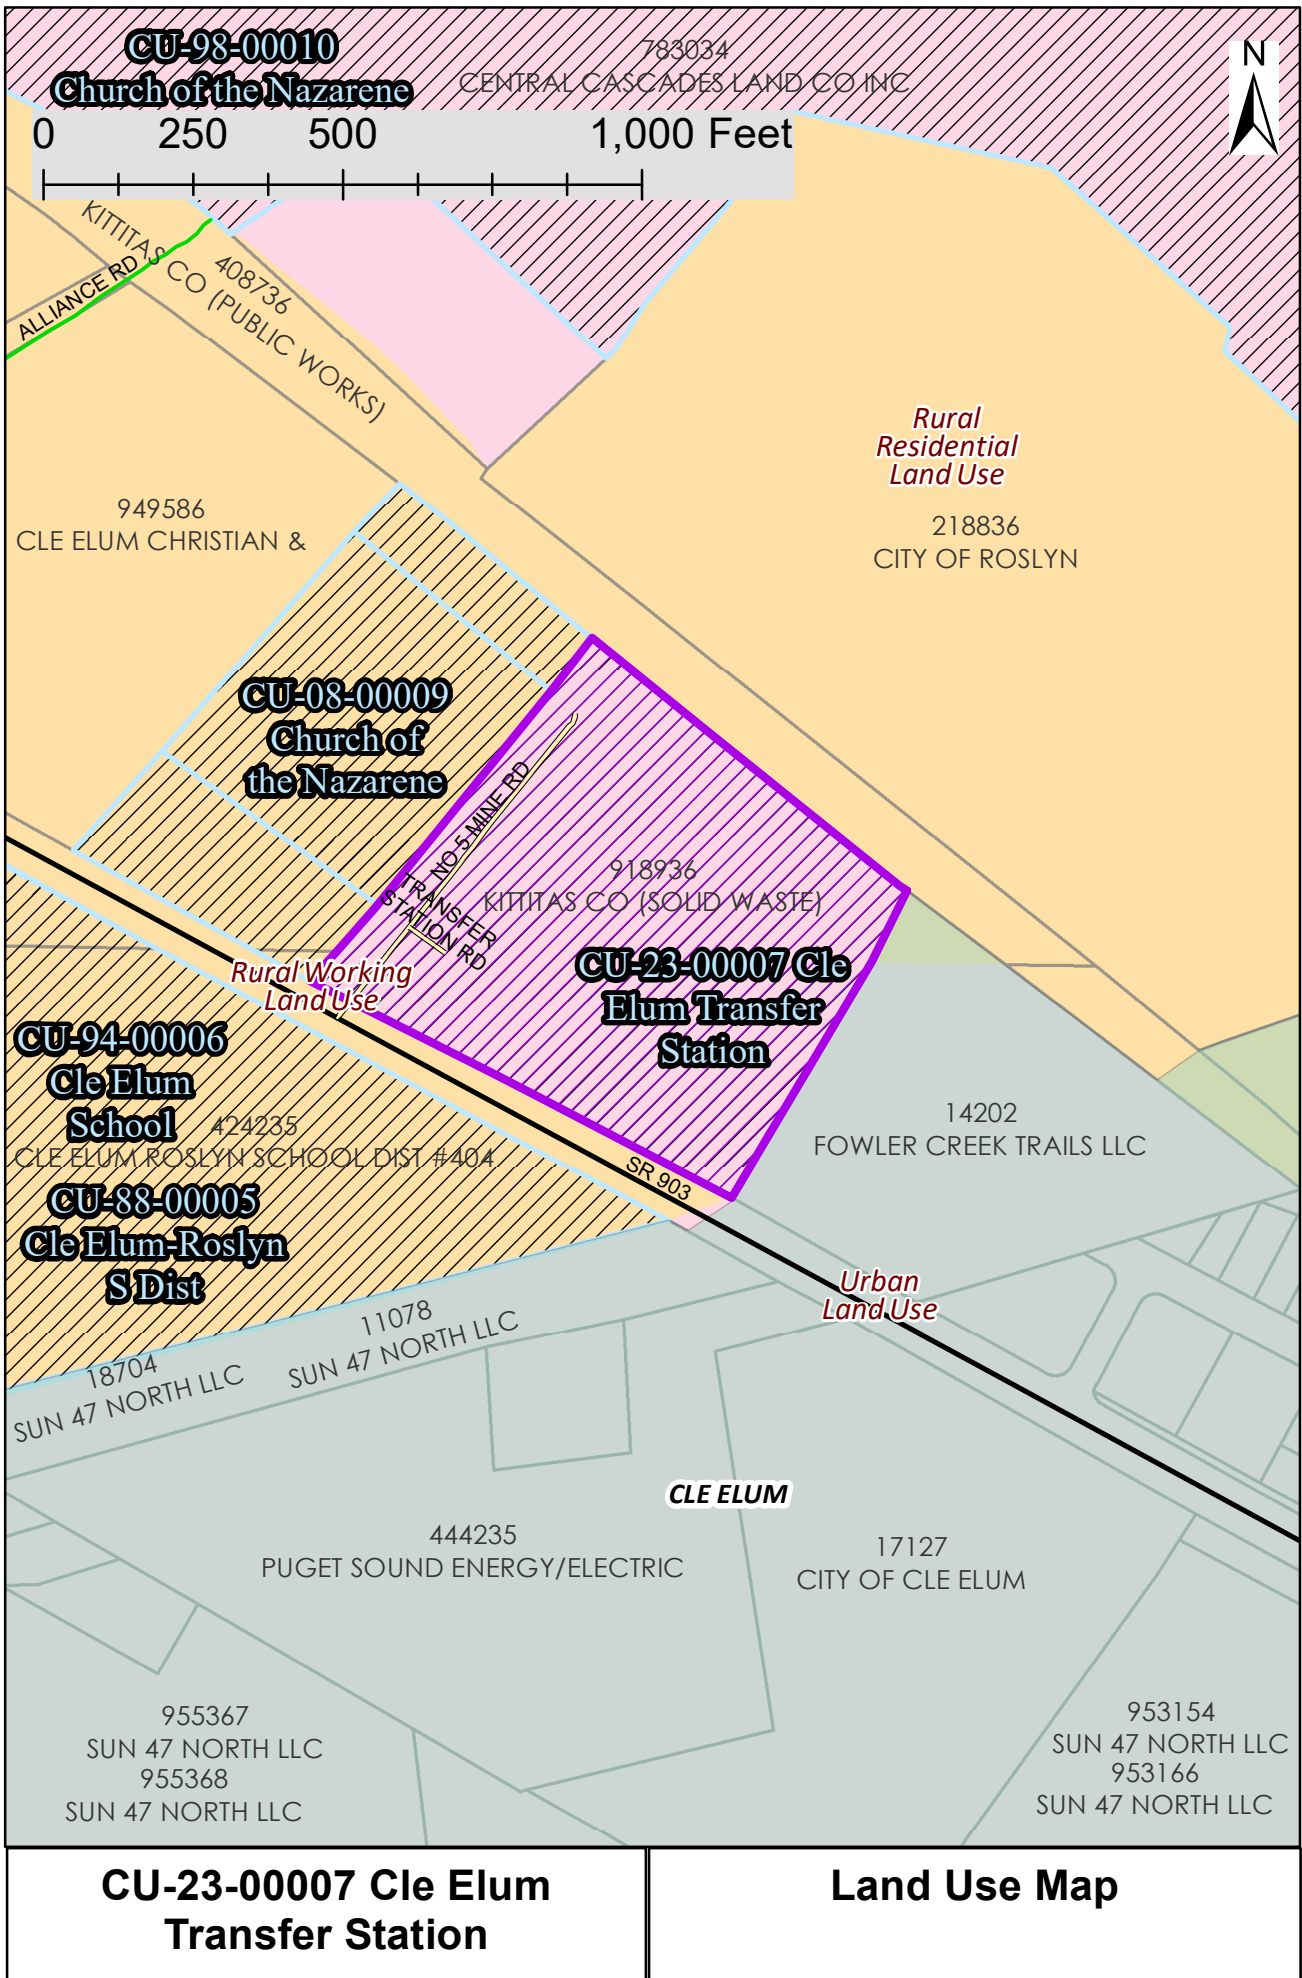 CU-98-00010
Church of the Nazarene
783034
CENTRAL CASCADES LAND CO INC
N
0 250 500 1,000 Feet
ALLIANCE RD
408736
KITTITAS CO (PUBLIC WORKS)
Rural
Residential
Land Use
949586
CLE ELUM CHRISTIAN &
218836
CITY OF ROSLYN
CU-08-00009
Church of
the Nazarene
NO 5 MINE RD
TRANSFER
STATION RD
918936
KITTITAS CO (SOLID WASTE)
CU-23-00007 Cle
Elum Transfer
Station
Rural Working
Land Use
CU-94-00006
Cle Elum
School
424235
CLE ELUM ROSLYN SCHOOL DIST #404
CU-88-00005
Cle Elum-Roslyn
S Dist
14202
FOWLER CREEK TRAILS LLC
SR 903
Urban
Land Use
11078
SUN 47 NORTH LLC
18704
SUN 47 NORTH LLC
CLE ELUM
444235
PUGET SOUND ENERGY/ELECTRIC
17127
CITY OF CLE ELUM
955367
SUN 47 NORTH LLC
955368
SUN 47 NORTH LLC
953154
SUN 47 NORTH LLC
953166
SUN 47 NORTH LLC
CU-23-00007 Cle Elum
Transfer Station
Land Use Map